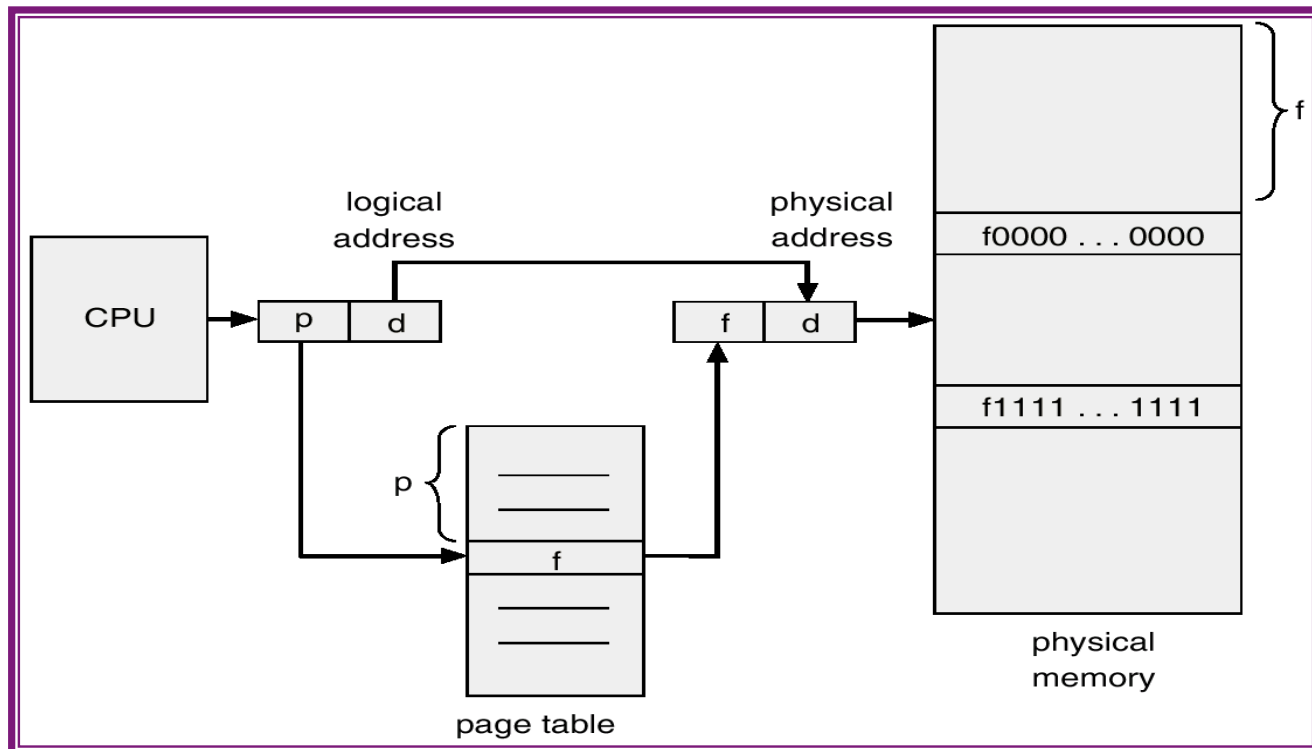 f
logical
address
physical
address
f0000 . . . 0000
CPU
p
d
f
d
f1111 . . . 1111
p
f
page table
physical
memory